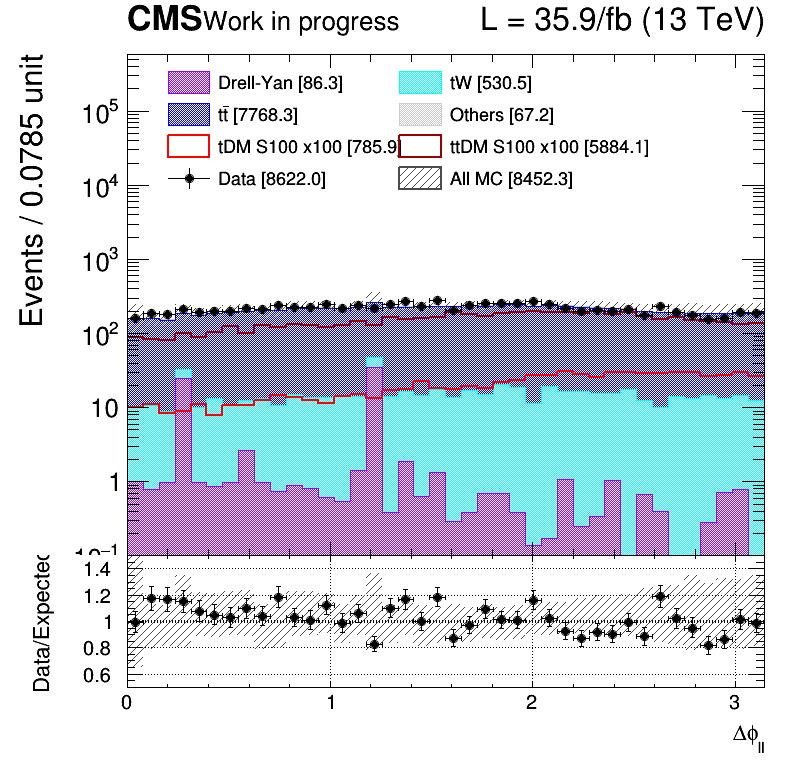 CMS Work in progress L = 35.9/fb (13 TeV)
Events / 0.0785 unit
Drell-Yan [86.3] tW [530.5]
tt̄ [7768.3] Others [67.2]
tDM S100 x100 [785.9] ttDM S100 x100 [5884.1]
Data [8622.0] All MC [8452.3]
10⁵
10⁴
10³
10²
10
1
10⁻¹
Data/Expected
1.4
1.2
1
0.8
0.6
0 1 2 3
Δϕ_ll